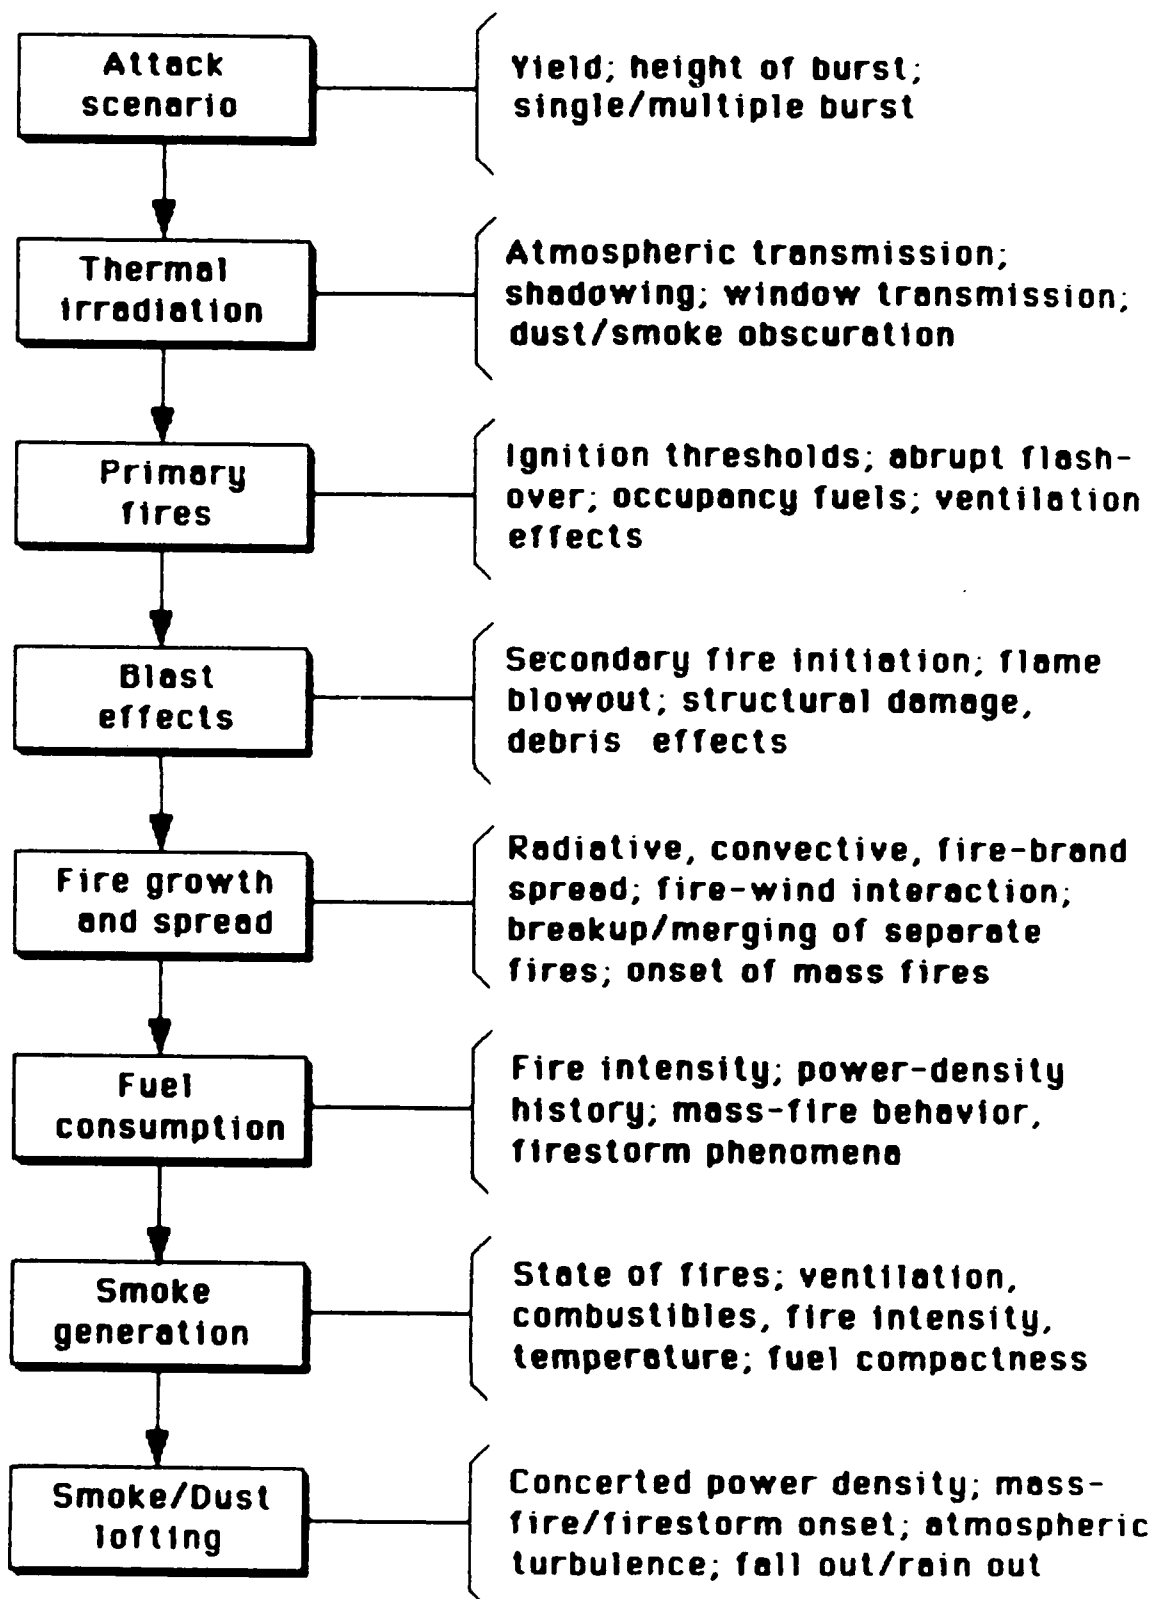 Attack
scenario
Yield; height of burst;
single/multiple burst
Thermal
irradiation
Atmospheric transmission;
shadowing; window transmission;
dust/smoke obscuration
Primary
fires
Ignition thresholds; abrupt flash-
over; occupancy fuels; ventilation
effects
Blast
effects
Secondary fire initiation; flame
blowout; structural damage,
debris effects
Fire growth
and spread
Radiative, convective, fire-brand
spread; fire-wind interaction;
breakup/merging of separate
fires; onset of mass fires
Fuel
consumption
Fire intensity; power-density
history; mass-fire behavior,
firestorm phenomena
Smoke
generation
State of fires; ventilation,
combustibles, fire intensity,
temperature; fuel compactness
Smoke/Dust
lofting
Concerted power density; mass-
fire/firestorm onset; atmospheric
turbulence; fall out/rain out